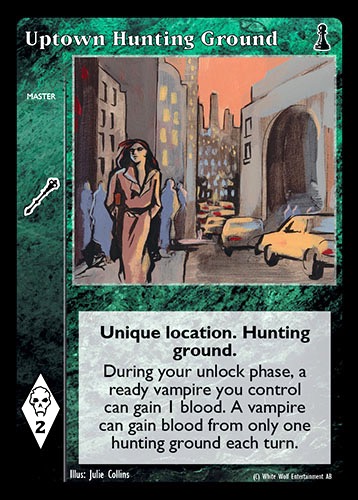 Uptown Hunting Ground
MASTER
Unique location. Hunting
ground.
During your unlock phase, a
ready vampire you control
can gain 1 blood. A vampire
can gain blood from only one
hunting ground each turn.
2
Illus: Julie Collins
(C) White Wolf Entertainment AB